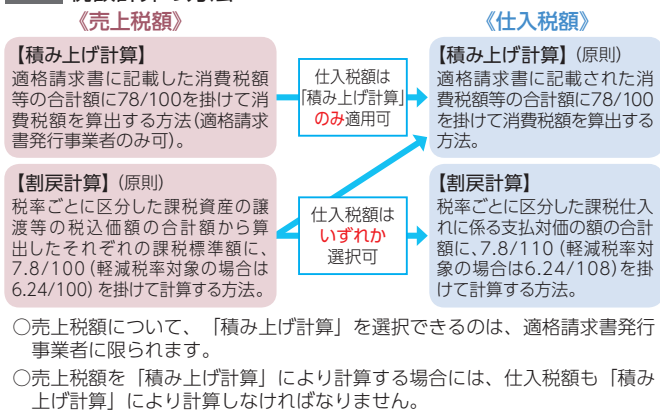 《売上税額》
《仕入税額》
【積み上げ計算】
適格請求書に記載した消費税額
等の合計額に78/100を掛けて消
費税額を算出する方法(適格請求
書発行事業者のみ可)。
仕入税額は
「積み上げ計算」
のみ適用可
【積み上げ計算】(原則)
適格請求書に記載された消
費税額等の合計額に78/100
を掛けて消費税額を算出する
方法。
【割戻計算】(原則)
税率ごとに区分した課税資産の譲
渡等の税込価額の合計額から算
出したそれぞれの課税標準額に、
7.8/100(軽減税率対象の場合は
6.24/100)を掛けて計算する方法。
仕入税額は
いずれか
選択可
【割戻計算】
税率ごとに区分した課税仕入
れに係る支払対価の額の合計
額に、7.8/110(軽減税率対
象の場合は6.24/108)を掛
けて計算する方法。
○売上税額について、「積み上げ計算」を選択できるのは、適格請求書発行
事業者に限られます。
○売上税額を「積み上げ計算」により計算する場合には、仕入税額も「積み
上げ計算」により計算しなければなりません。